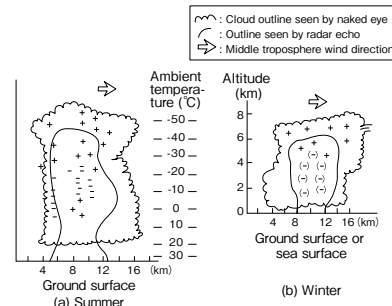 : Cloud outline seen by naked eye
: Outline seen by radar echo
: Middle troposphere wind direction
Ambient
tempera-
ture (°C)
-50
-40
-30
-20
-10
0
10
20
30
4 8 12 16 (km)
Ground surface
(a) Summer
Altitude
(km)
8
6
4
2
0
4 8 12 16 (km)
Ground surface or
sea surface
(b) Winter